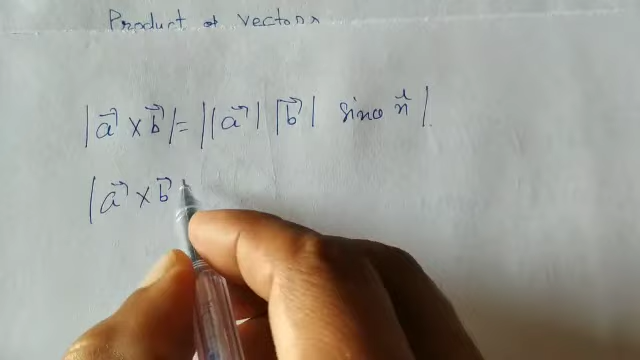 Product of vectors
|a⃗ × b⃗| = ||a⃗| |b⃗| sinθ n̂|.
|a⃗ × b⃗